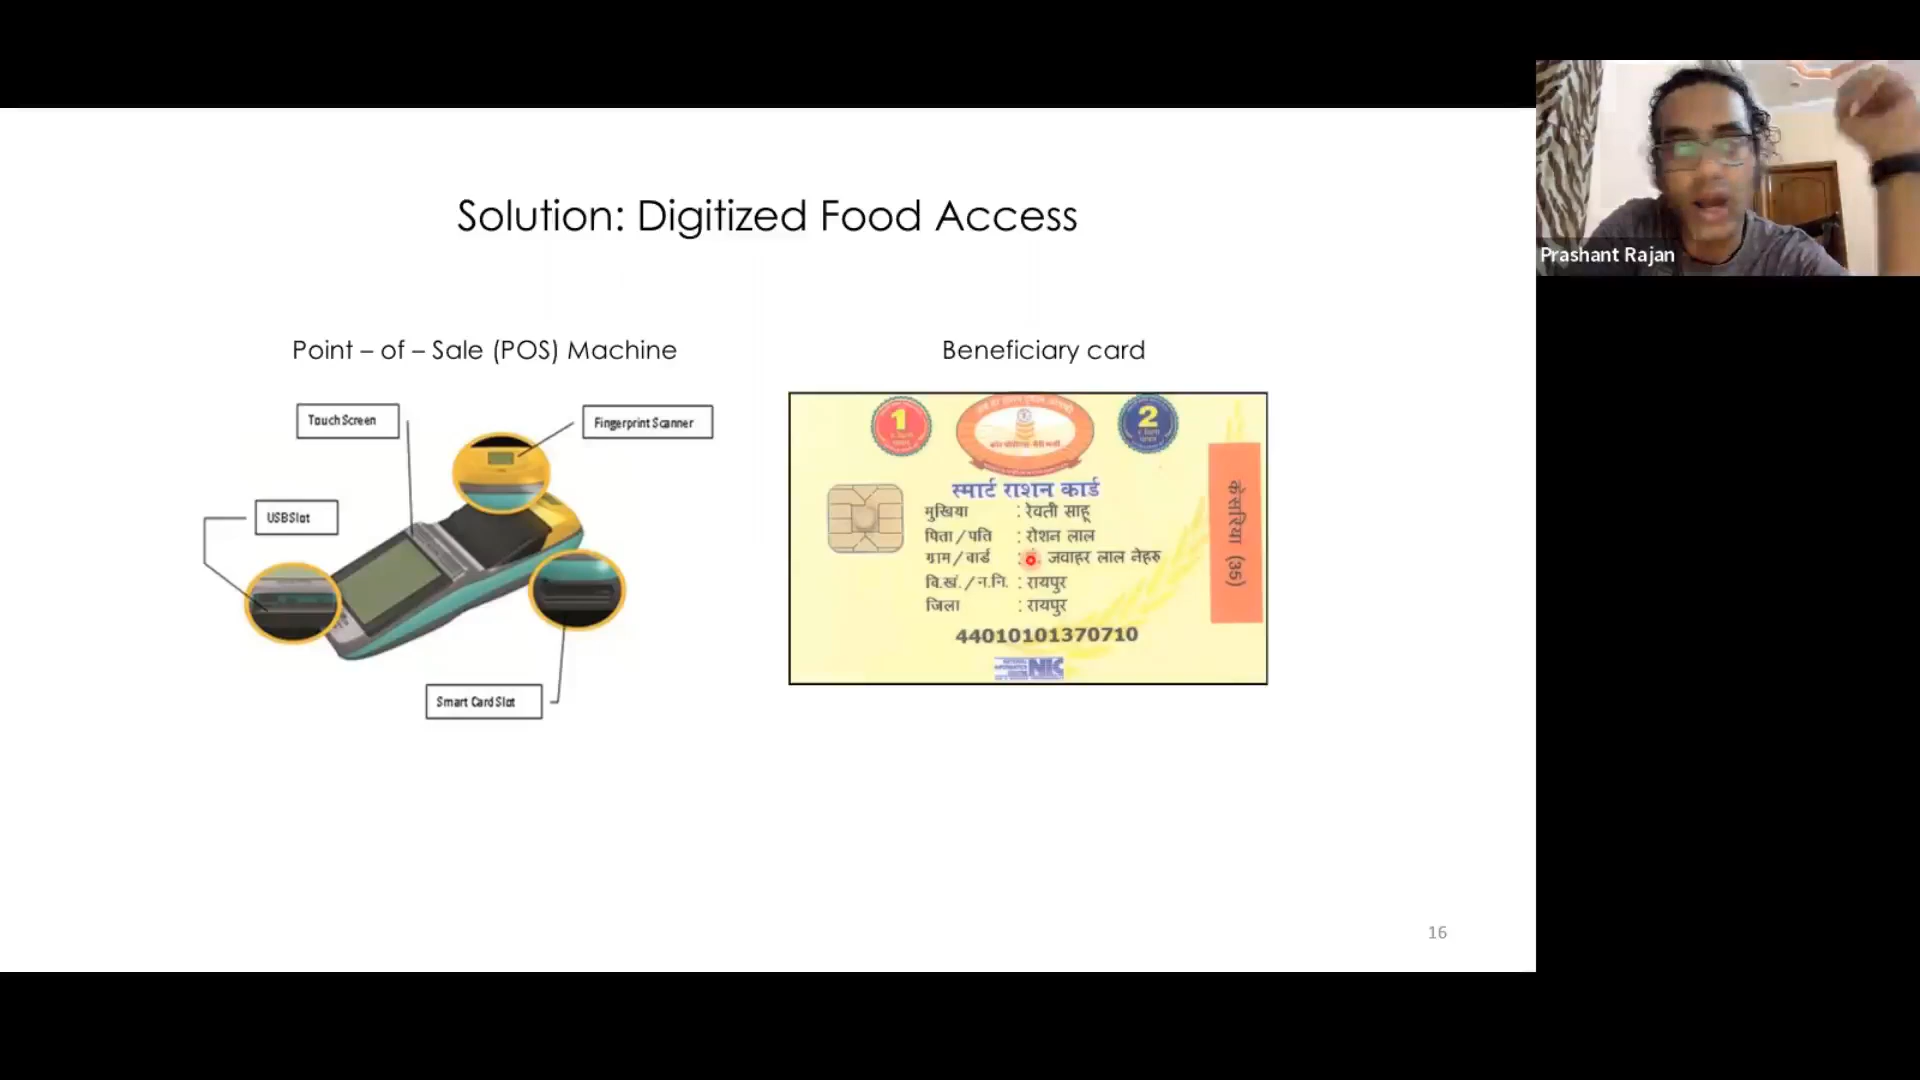 Prashant Rajan
Solution: Digitized Food Access
Point – of – Sale (POS) Machine
Touch Screen
Fingerprint Scanner
USB Slot
Smart Card Slot
Beneficiary card
1
2
स्मार्ट राशन कार्ड
मुखिया : रेवती साहू
पिता/पति : रोशन लाल
ग्राम/वार्ड : जवाहर लाल नेहरु
वि.खं./न.नि. : रायपुर
जिला : रायपुर
44010101370710
NIC
केसरिया (35)
16